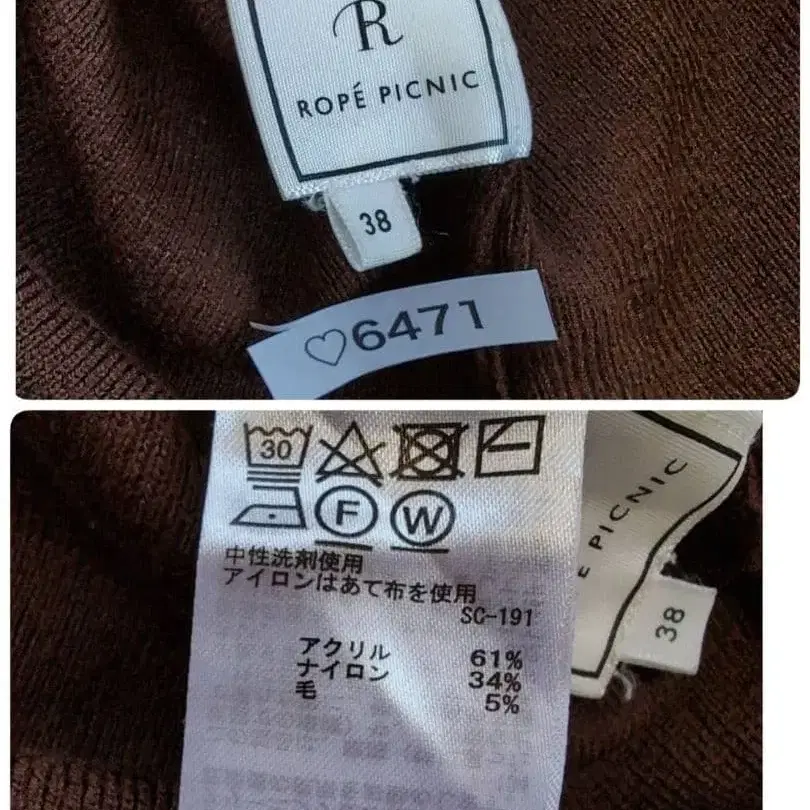 R
ROPÉ PICNIC
38
♡6471
30
F W
中性洗剤使用
アイロンはあて布を使用
SC-191
アクリル 61%
ナイロン 34%
毛 5%
E PICNIC
38